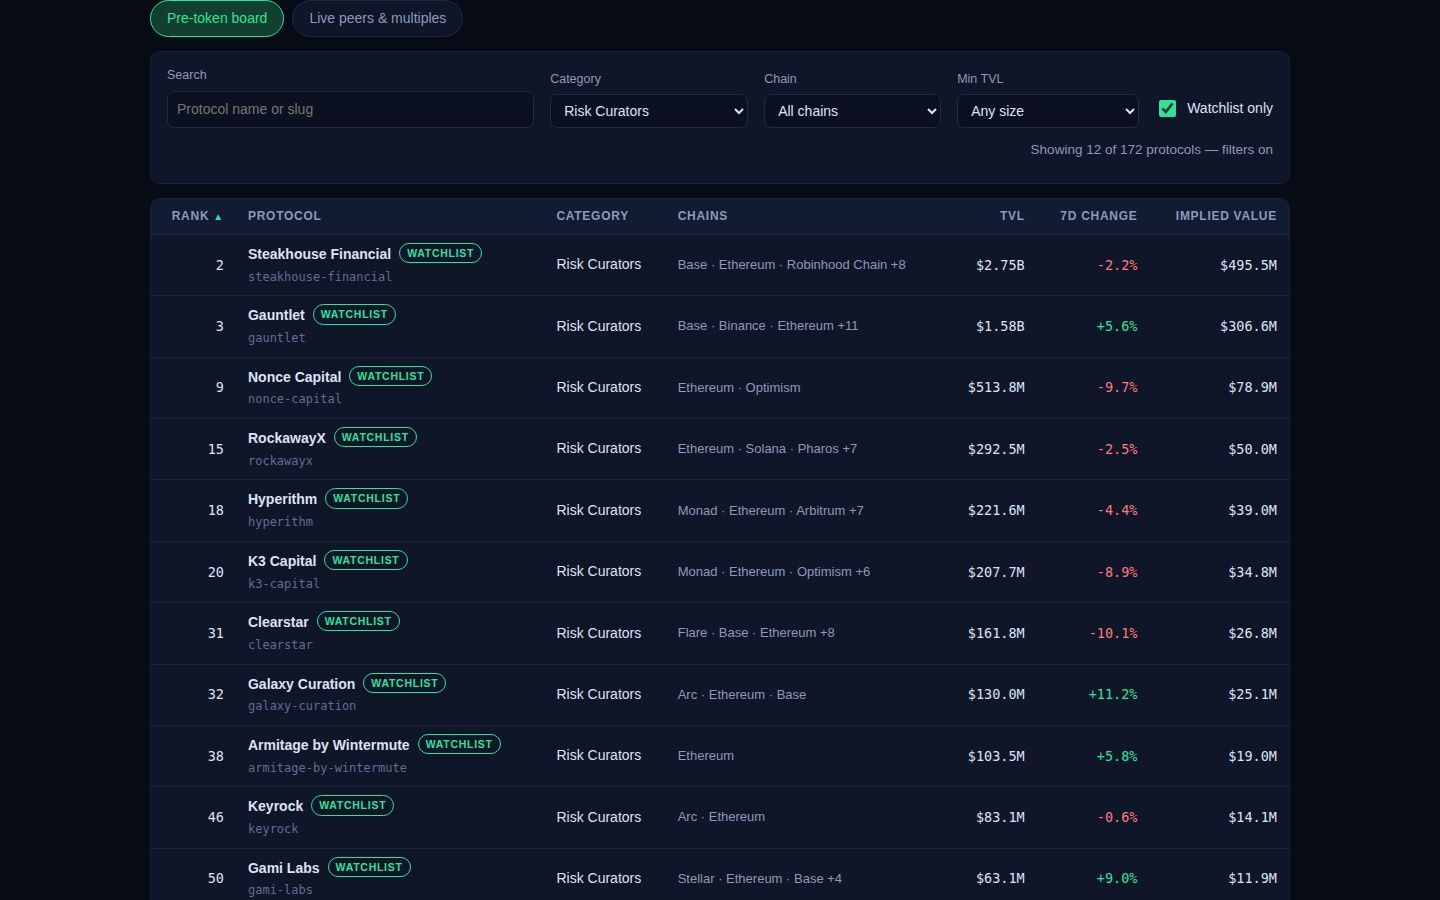 Pre-token board
Live peers & multiples
Search
Category
Chain
Min TVL
Protocol name or slug
Risk Curators
All chains
Any size
Watchlist only
Showing 12 of 172 protocols — filters on
RANK ▲ PROTOCOL CATEGORY CHAINS TVL 7D CHANGE IMPLIED VALUE
2 Steakhouse Financial WATCHLIST Risk Curators Base · Ethereum · Robinhood Chain +8 $2.75B -2.2% $495.5M
steakhouse-financial
3 Gauntlet WATCHLIST Risk Curators Base · Binance · Ethereum +11 $1.58B +5.6% $306.6M
gauntlet
9 Nonce Capital WATCHLIST Risk Curators Ethereum · Optimism $513.8M -9.7% $78.9M
nonce-capital
15 RockawayX WATCHLIST Risk Curators Ethereum · Solana · Pharos +7 $292.5M -2.5% $50.0M
rockawayx
18 Hyperithm WATCHLIST Risk Curators Monad · Ethereum · Arbitrum +7 $221.6M -4.4% $39.0M
hyperithm
20 K3 Capital WATCHLIST Risk Curators Monad · Ethereum · Optimism +6 $207.7M -8.9% $34.8M
k3-capital
31 Clearstar WATCHLIST Risk Curators Flare · Base · Ethereum +8 $161.8M -10.1% $26.8M
clearstar
32 Galaxy Curation WATCHLIST Risk Curators Arc · Ethereum · Base $130.0M +11.2% $25.1M
galaxy-curation
38 Armitage by Wintermute WATCHLIST Risk Curators Ethereum $103.5M +5.8% $19.0M
armitage-by-wintermute
46 Keyrock WATCHLIST Risk Curators Arc · Ethereum $83.1M -0.6% $14.1M
keyrock
50 Gami Labs WATCHLIST Risk Curators Stellar · Ethereum · Base +4 $63.1M +9.0% $11.9M
gami-labs